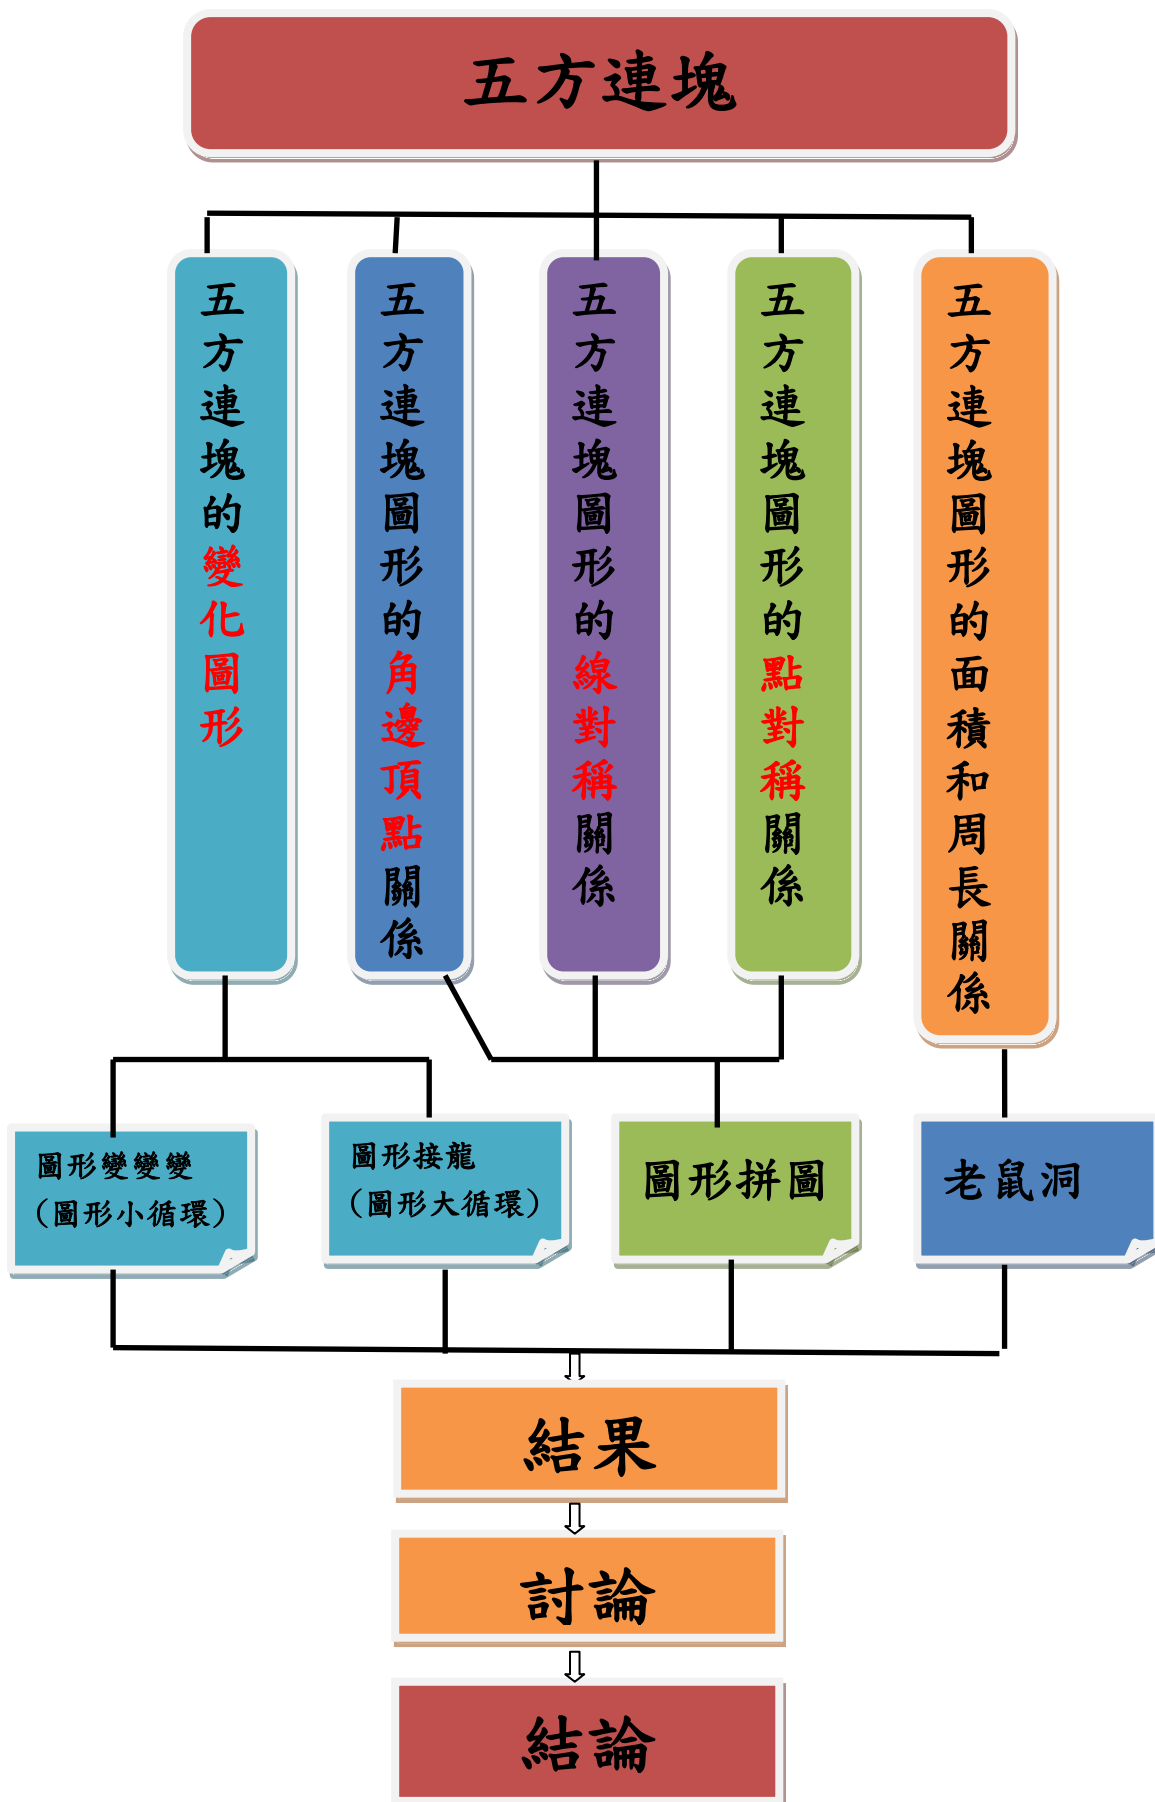 五方連塊
五方連塊的變化圖形
五方連塊圖形的角邊頂點關係
五方連塊圖形的線對稱關係
五方連塊圖形的點對稱關係
五方連塊圖形的面積和周長關係
圖形變變變
(圖形小循環)
圖形接龍
(圖形大循環)
圖形拼圖
老鼠洞
結果
討論
結論